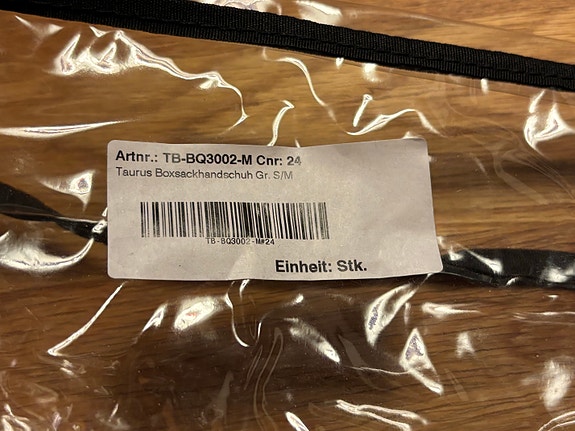 Artnr.: TB-BQ3002-M Cnr: 24
Taurus Boxsackhandschuh Gr. S/M
TB-BQ3002-M#24
Einheit: Stk.